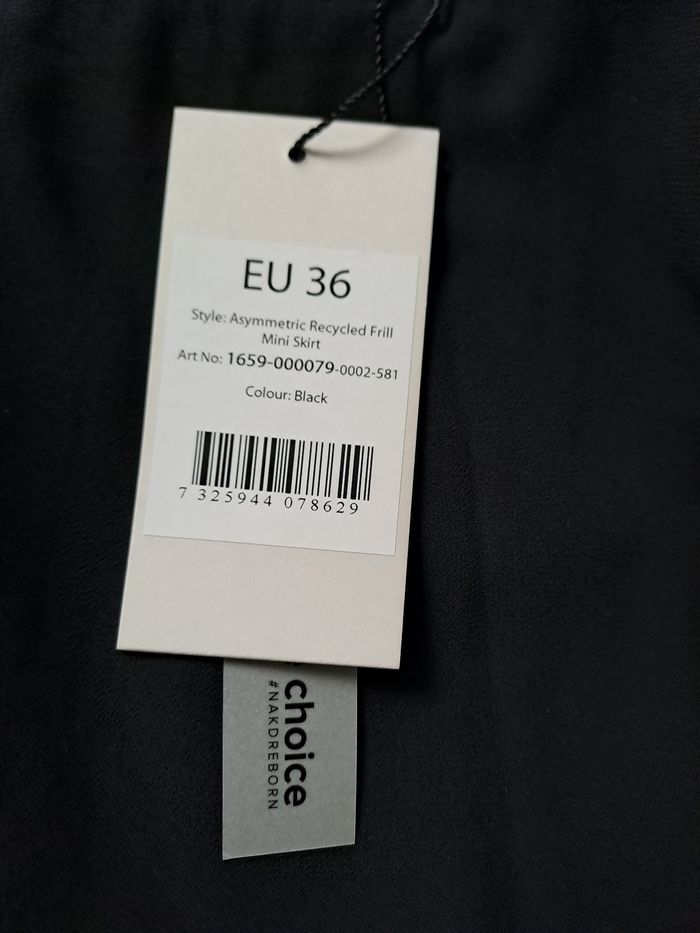 EU 36
Style: Asymmetric Recycled Frill
Mini Skirt
Art No: 1659-000079-0002-581
Colour: Black
7 325944 078629
choice
#NAKDREBORN